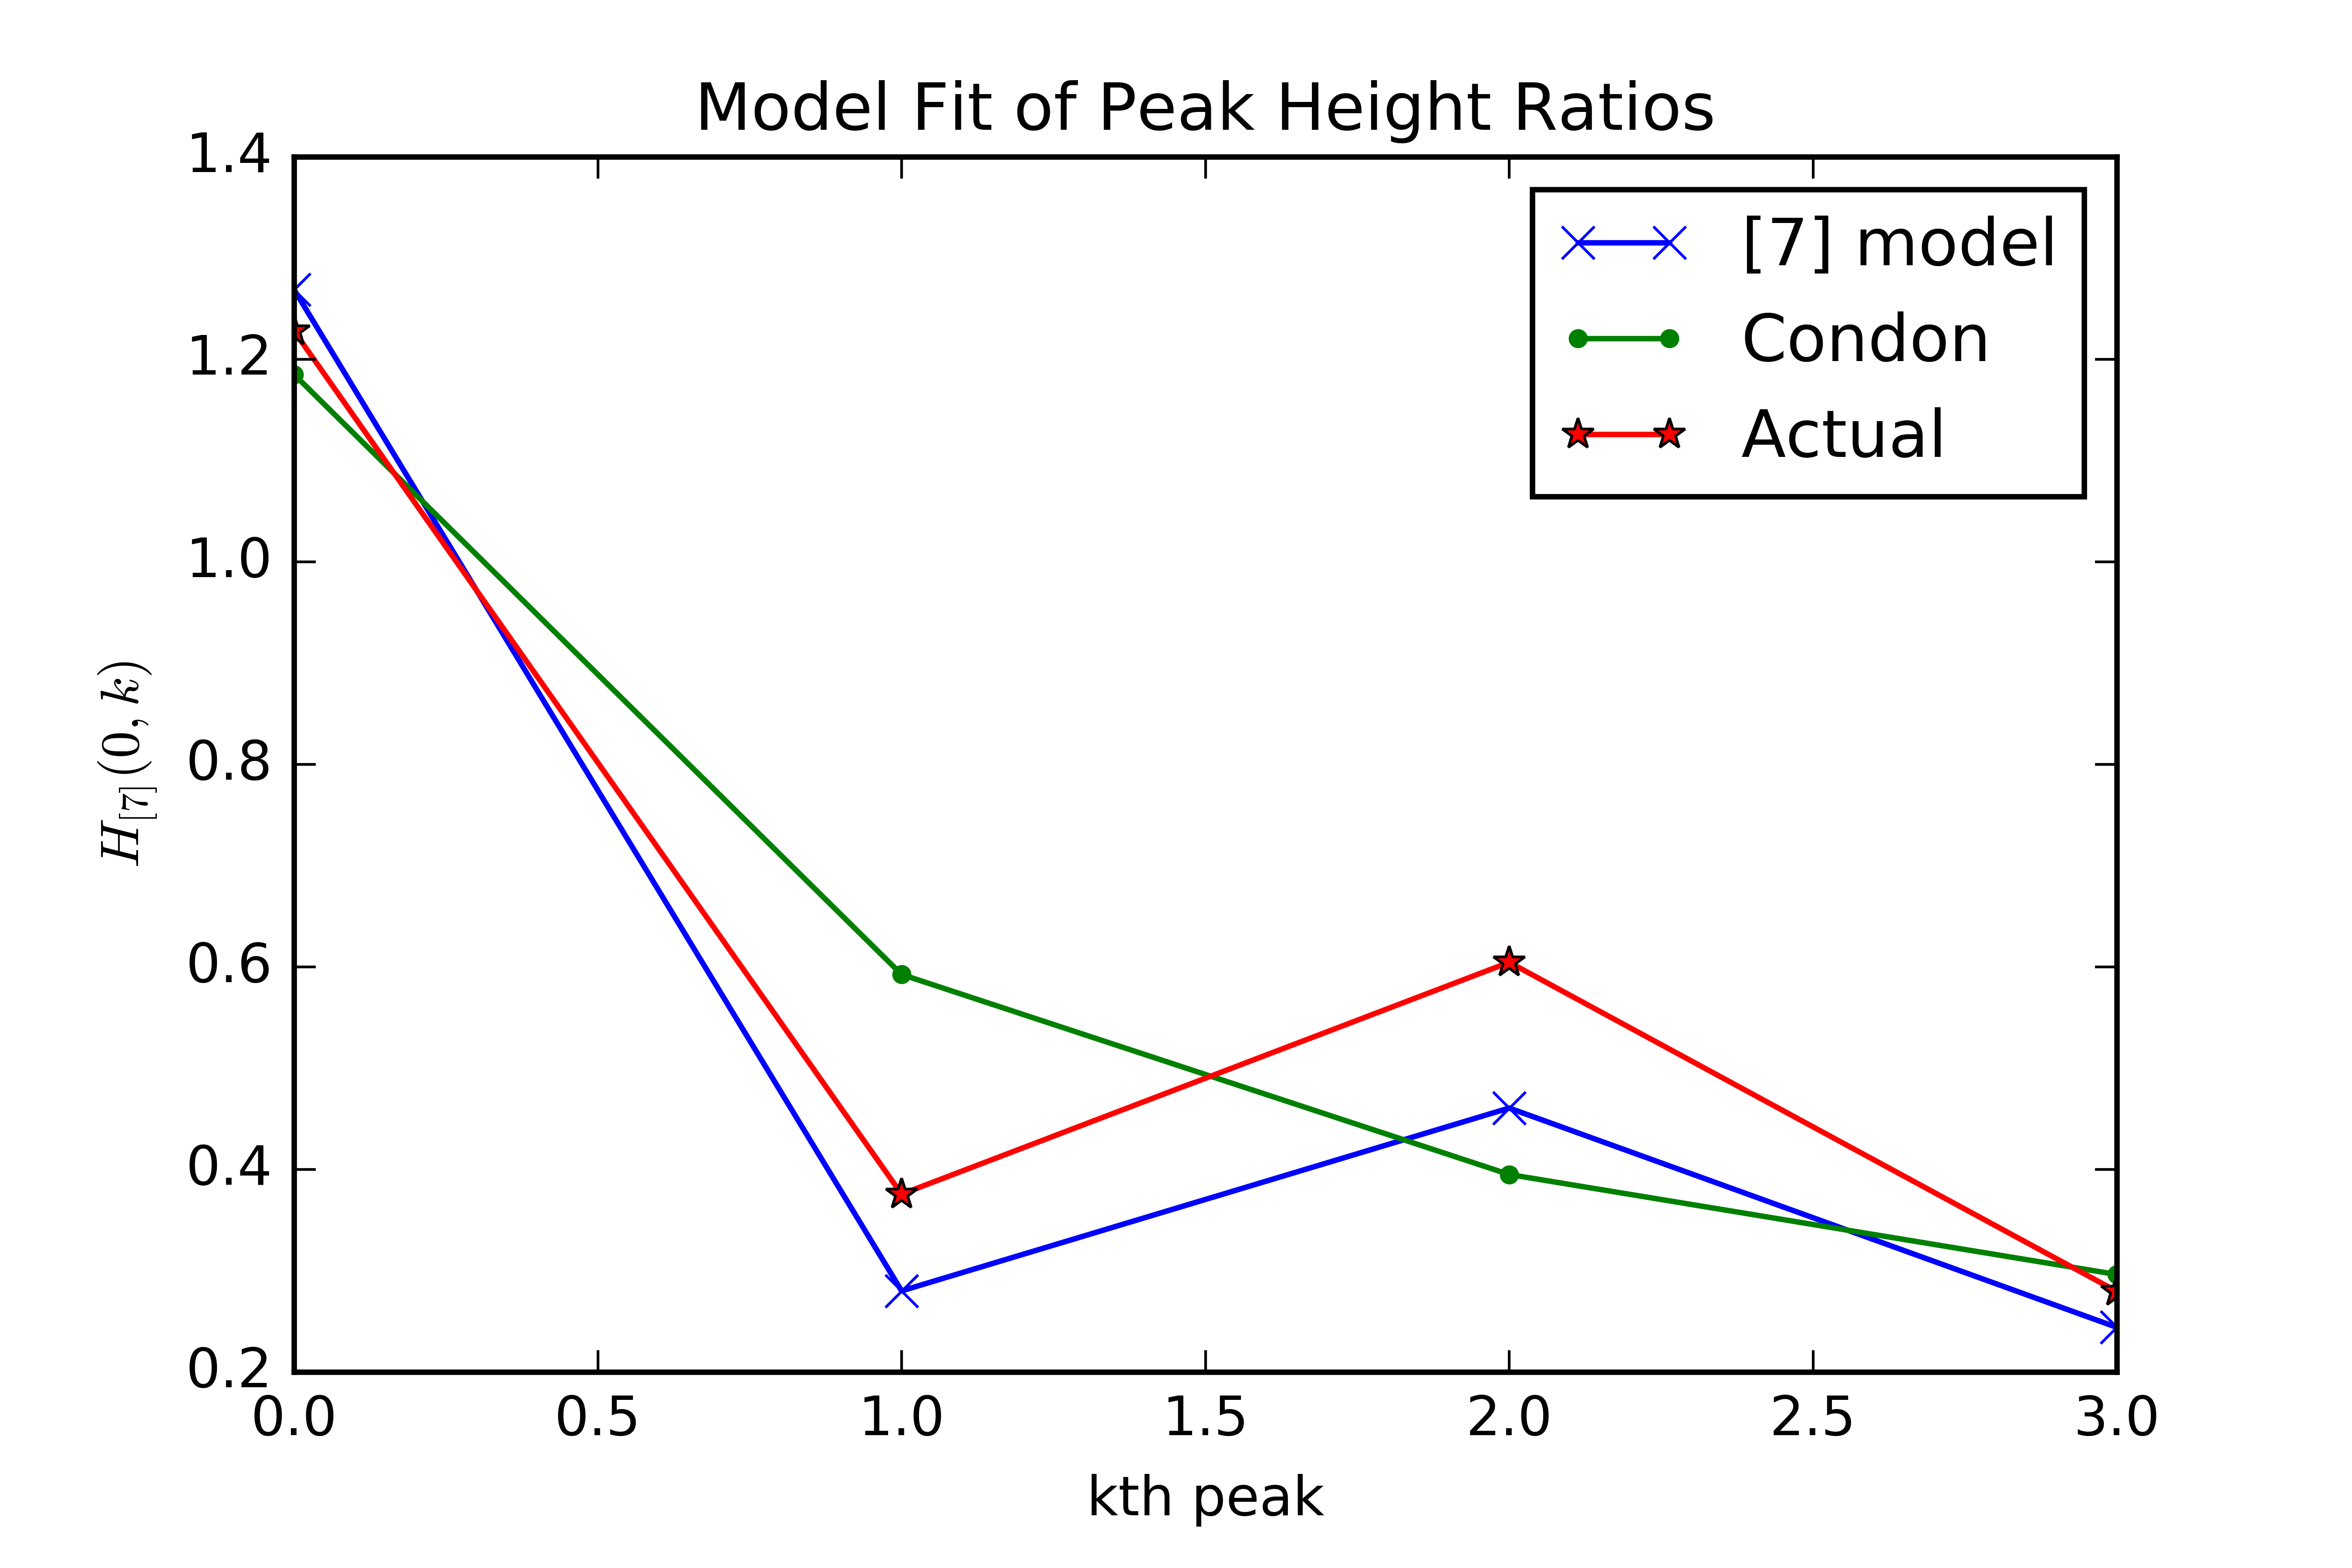 Model Fit of Peak Height Ratios
1.4
1.2
1.0
0.8
0.6
0.4
0.2
H[7](0, k)
[7] model
Condon
Actual
0.0 0.5 1.0 1.5 2.0 2.5 3.0
kth peak